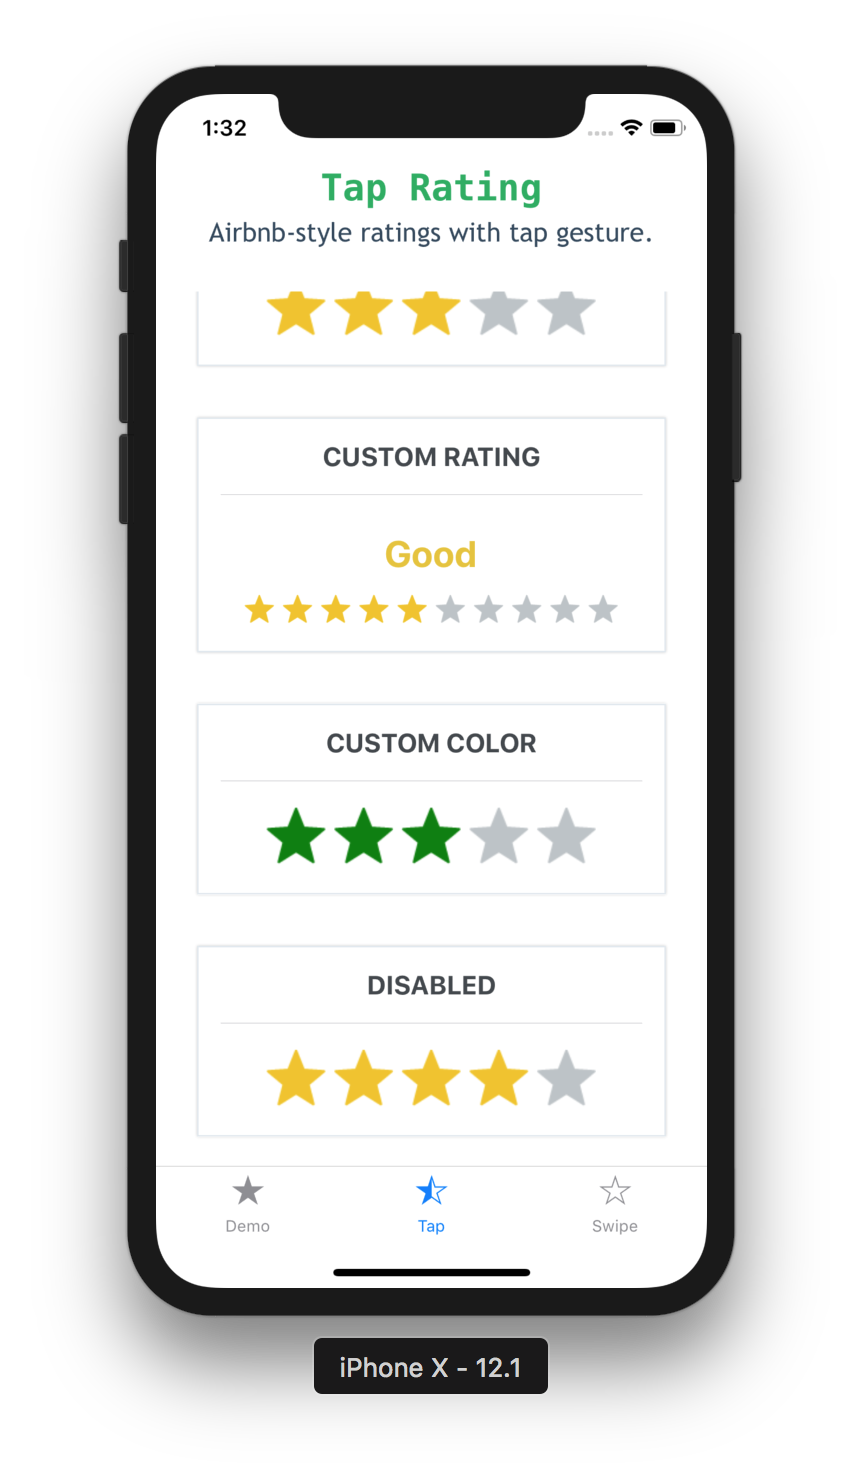 1:32
Tap Rating
Airbnb-style ratings with tap gesture.
CUSTOM RATING
Good
CUSTOM COLOR
DISABLED
Demo
Tap
Swipe
iPhone X - 12.1